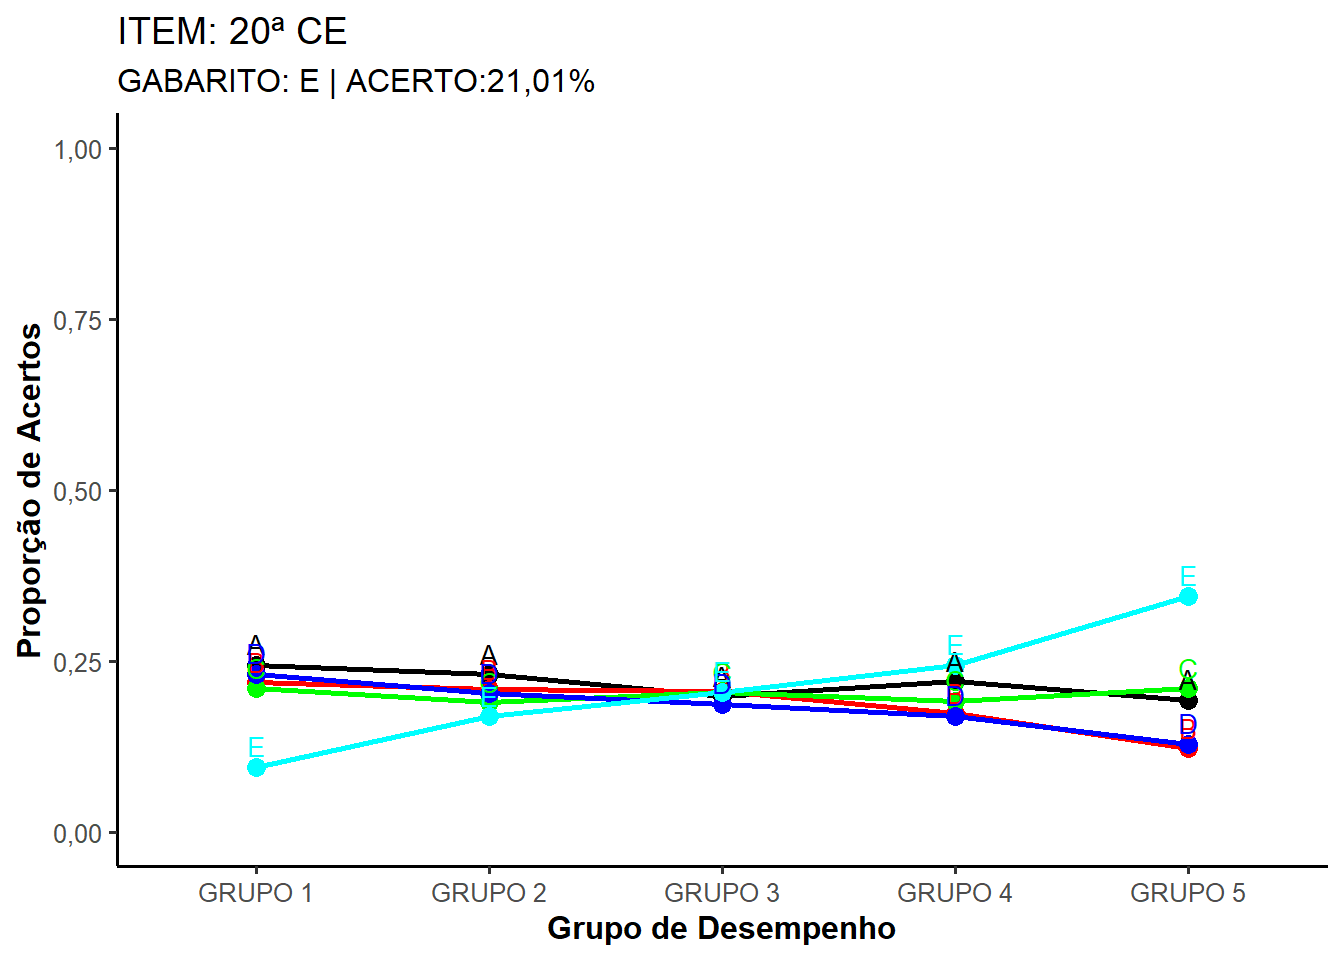 ITEM: 20ª CE
GABARITO: E | ACERTO:21,01%
1,00
0,75
0,50
0,25
0,00
Proporção de Acertos
A
D
E
A
E
A
D
E
A
D
E
C
A
D
GRUPO 1 GRUPO 2 GRUPO 3 GRUPO 4 GRUPO 5
Grupo de Desempenho